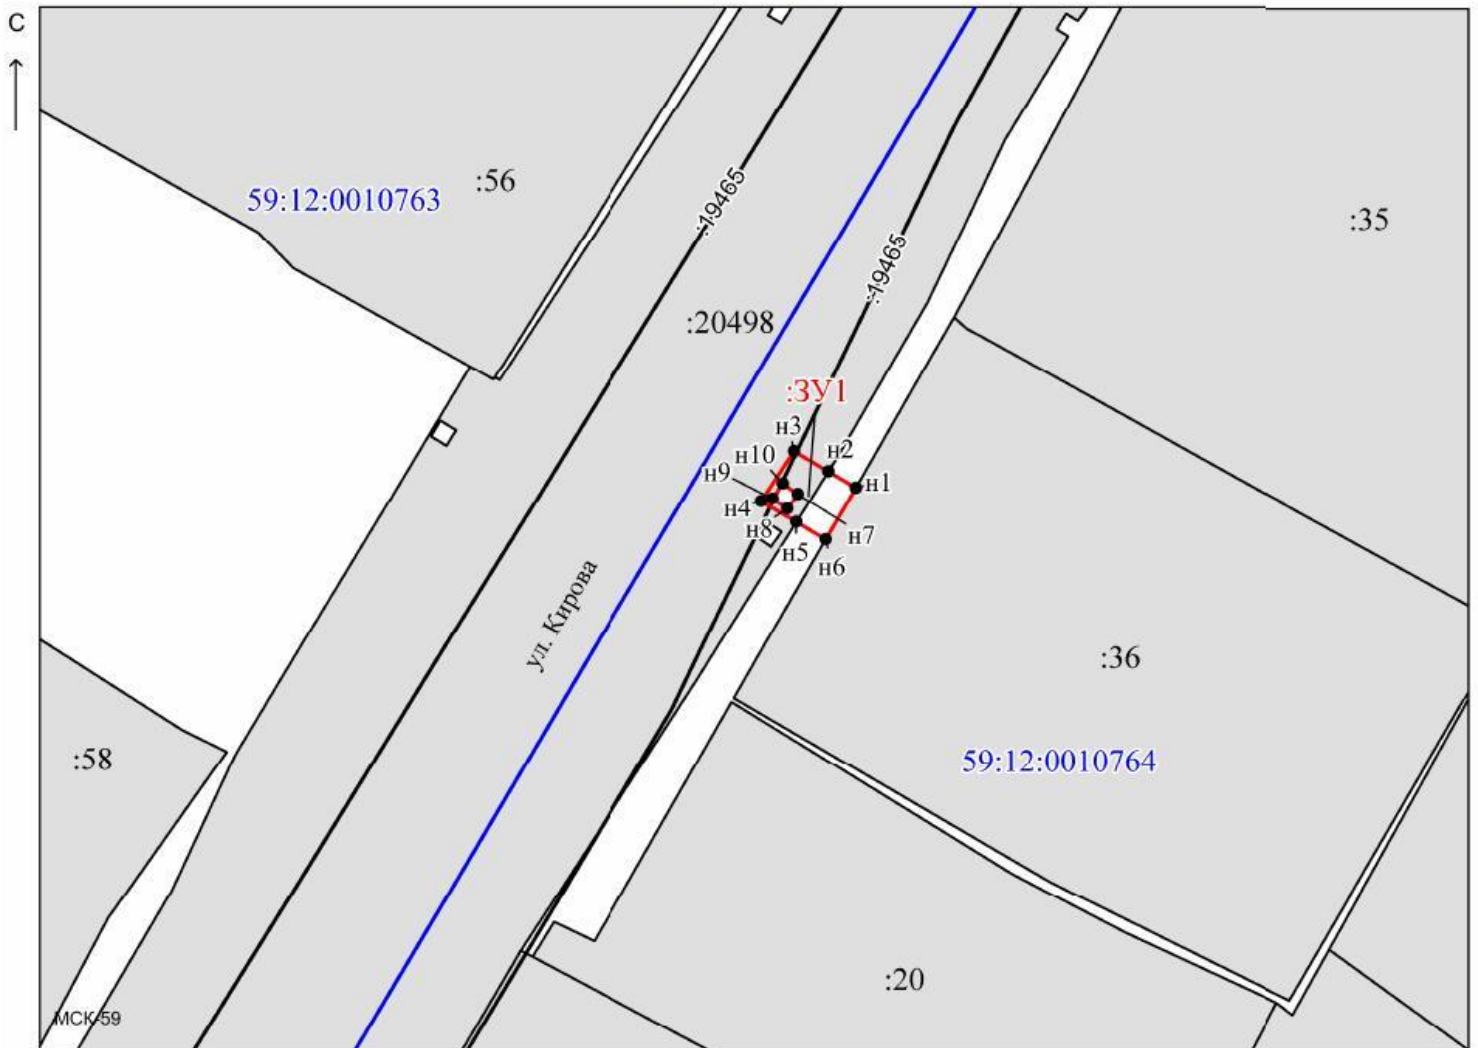 С
:56
59:12:0010763
:19465
:35
:19465
:20498
:ЗУ1
н3
н2
н10
н9
н1
н4
н8
н7
н5
н6
ул. Кирова
:36
:58
59:12:0010764
:20
МСК-59